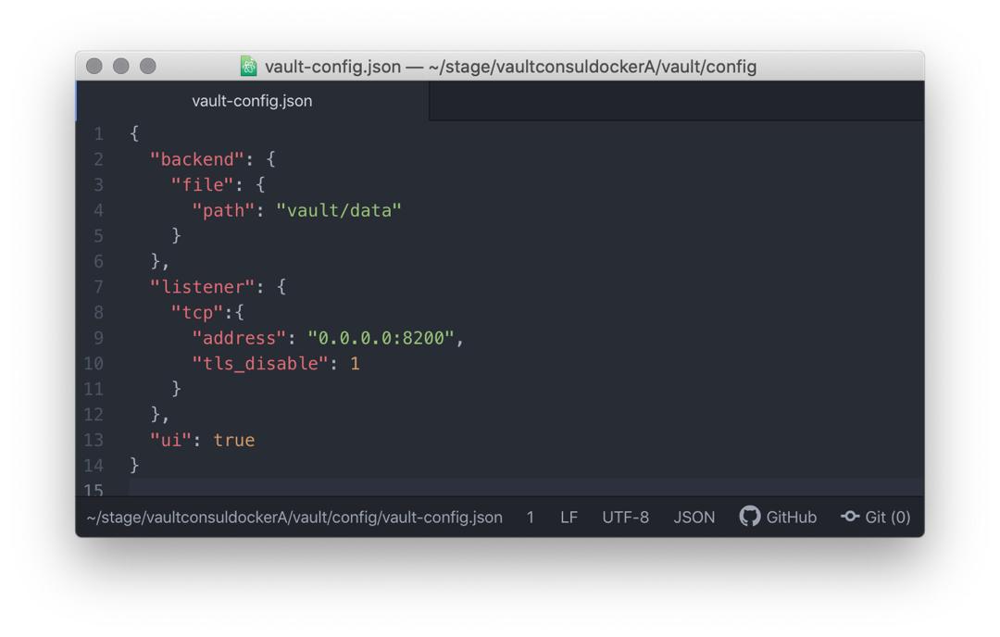 vault-config.json — ~/stage/vaultconsuldockerA/vault/config
vault-config.json
1 {
2   "backend": {
3     "file": {
4       "path": "vault/data"
5     }
6   },
7   "listener": {
8     "tcp":{
9       "address": "0.0.0.0:8200",
10       "tls_disable": 1
11     }
12   },
13   "ui": true
14 }
15
~/stage/vaultconsuldockerA/vault/config/vault-config.json 1 LF UTF-8 JSON GitHub Git (0)